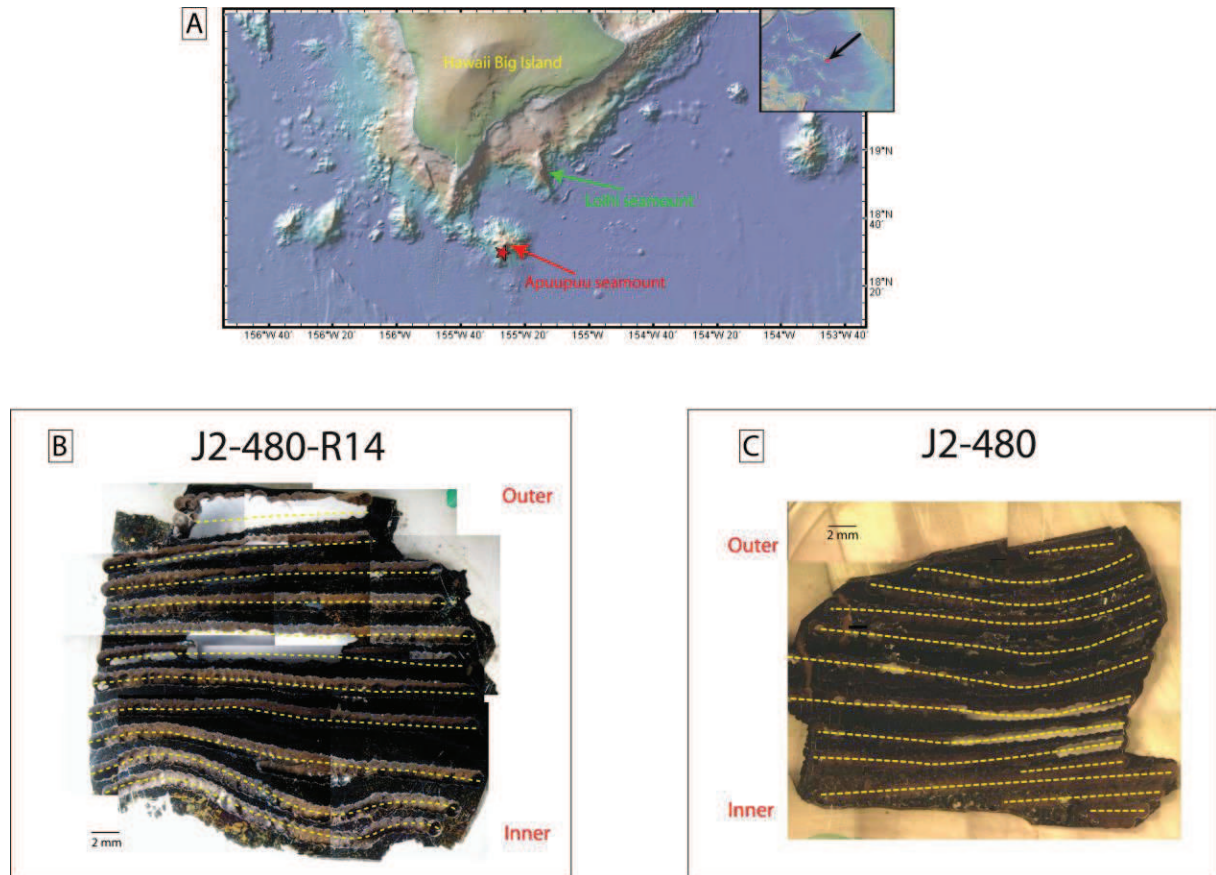 A
Hawaii Big Island
Loihi seamount
Apuupuu seamount
19°N
18°N
40´
18°N
20´
156°W 40´ 156°W 20´ 156°W 155°W 40´ 155°W 20´ 155°W 154°W 40´ 154°W 20´ 154°W 153°W 40´
B
J2-480-R14
Outer
Inner
2 mm
C
J2-480
Outer
2 mm
Inner